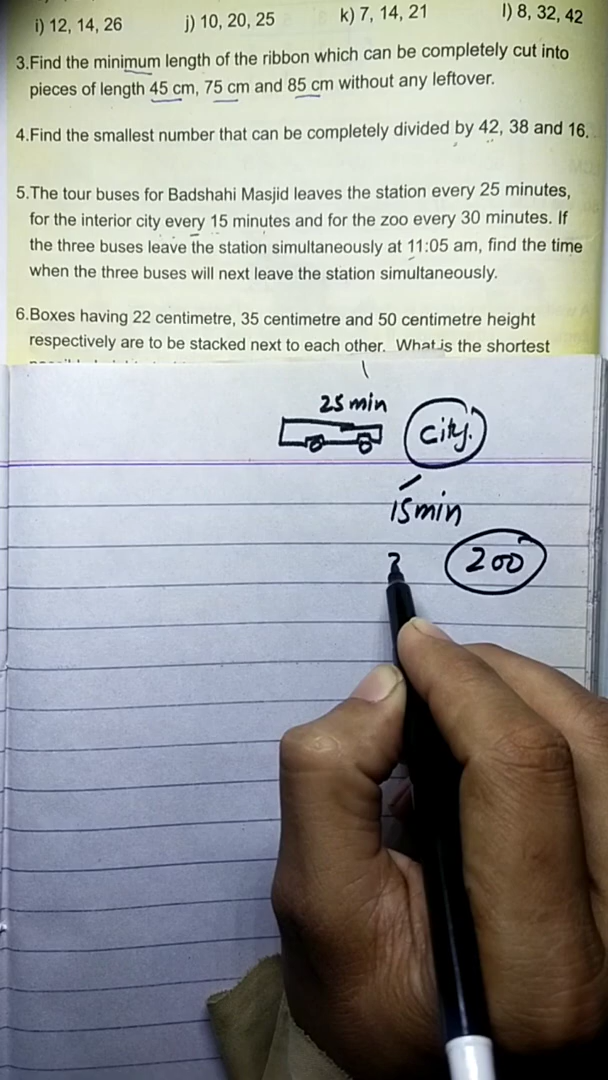 i) 12, 14, 26 j) 10, 20, 25 k) 7, 14, 21 l) 8, 32, 42
3.Find the minimum length of the ribbon which can be completely cut into
pieces of length 45 cm, 75 cm and 85 cm without any leftover.
4.Find the smallest number that can be completely divided by 42, 38 and 16.
5.The tour buses for Badshahi Masjid leaves the station every 25 minutes,
for the interior city every 15 minutes and for the zoo every 30 minutes. If
the three buses leave the station simultaneously at 11:05 am, find the time
when the three buses will next leave the station simultaneously.
6.Boxes having 22 centimetre, 35 centimetre and 50 centimetre height
respectively are to be stacked next to each other. What is the shortest
25 min
city.
15 min
zoo